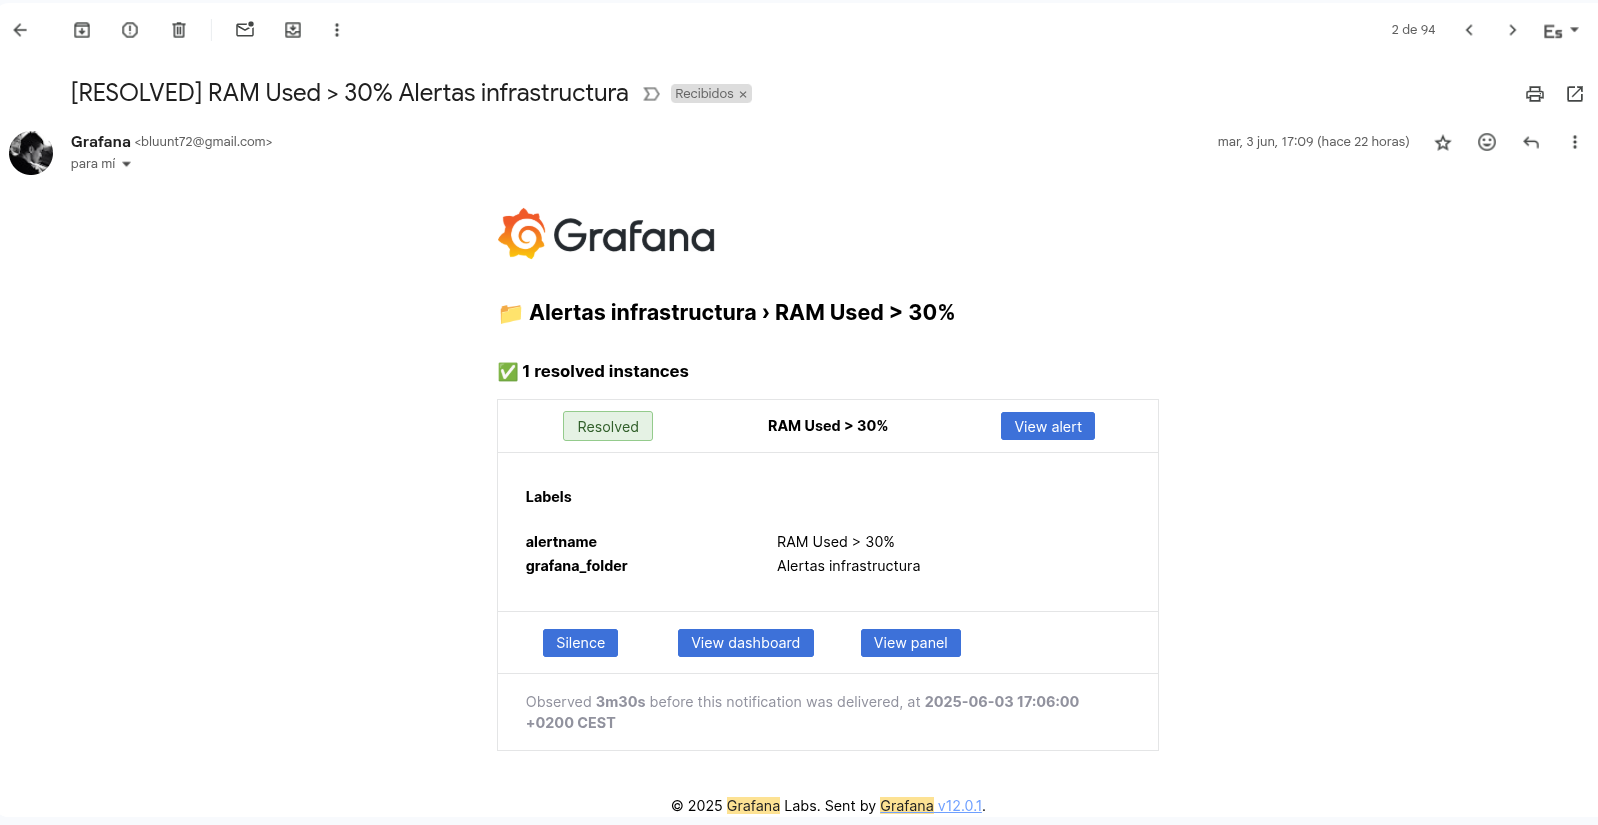 2 de 94
Es
[RESOLVED] RAM Used > 30% Alertas infrastructura Recibidos ×
Grafana <bluunt72@gmail.com> mar, 3 jun, 17:09 (hace 22 horas)
para mí
Grafana
Alertas infrastructura › RAM Used > 30%
1 resolved instances
Resolved RAM Used > 30% View alert
Labels
alertname RAM Used > 30%
grafana_folder Alertas infrastructura
Silence View dashboard View panel
Observed 3m30s before this notification was delivered, at 2025-06-03 17:06:00
+0200 CEST
© 2025 Grafana Labs. Sent by Grafana v12.0.1.